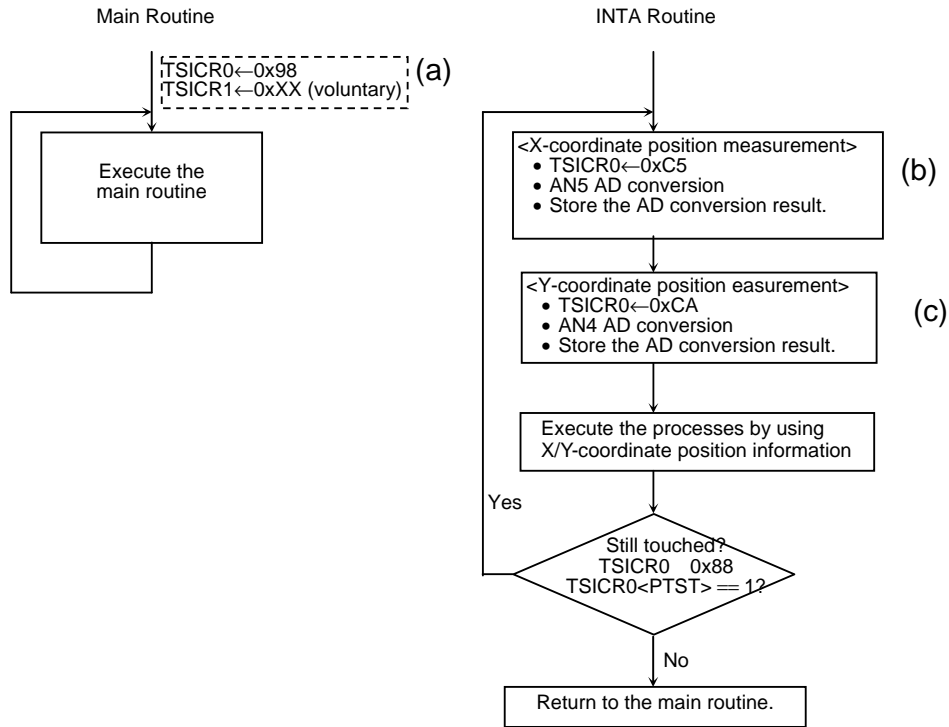 Main Routine
TSICR0←0x98
TSICR1←0xXX (voluntary)
(a)
Execute the
main routine
INTA Routine
<X-coordinate position measurement>
• TSICR0←0xC5
• AN5 AD conversion
• Store the AD conversion result.
(b)
<Y-coordinate position easurement>
• TSICR0←0xCA
• AN4 AD conversion
• Store the AD conversion result.
(c)
Execute the processes by using
X/Y-coordinate position information
Yes
Still touched?
TSICR0 0x88
TSICR0<PTST> == 1?
No
Return to the main routine.